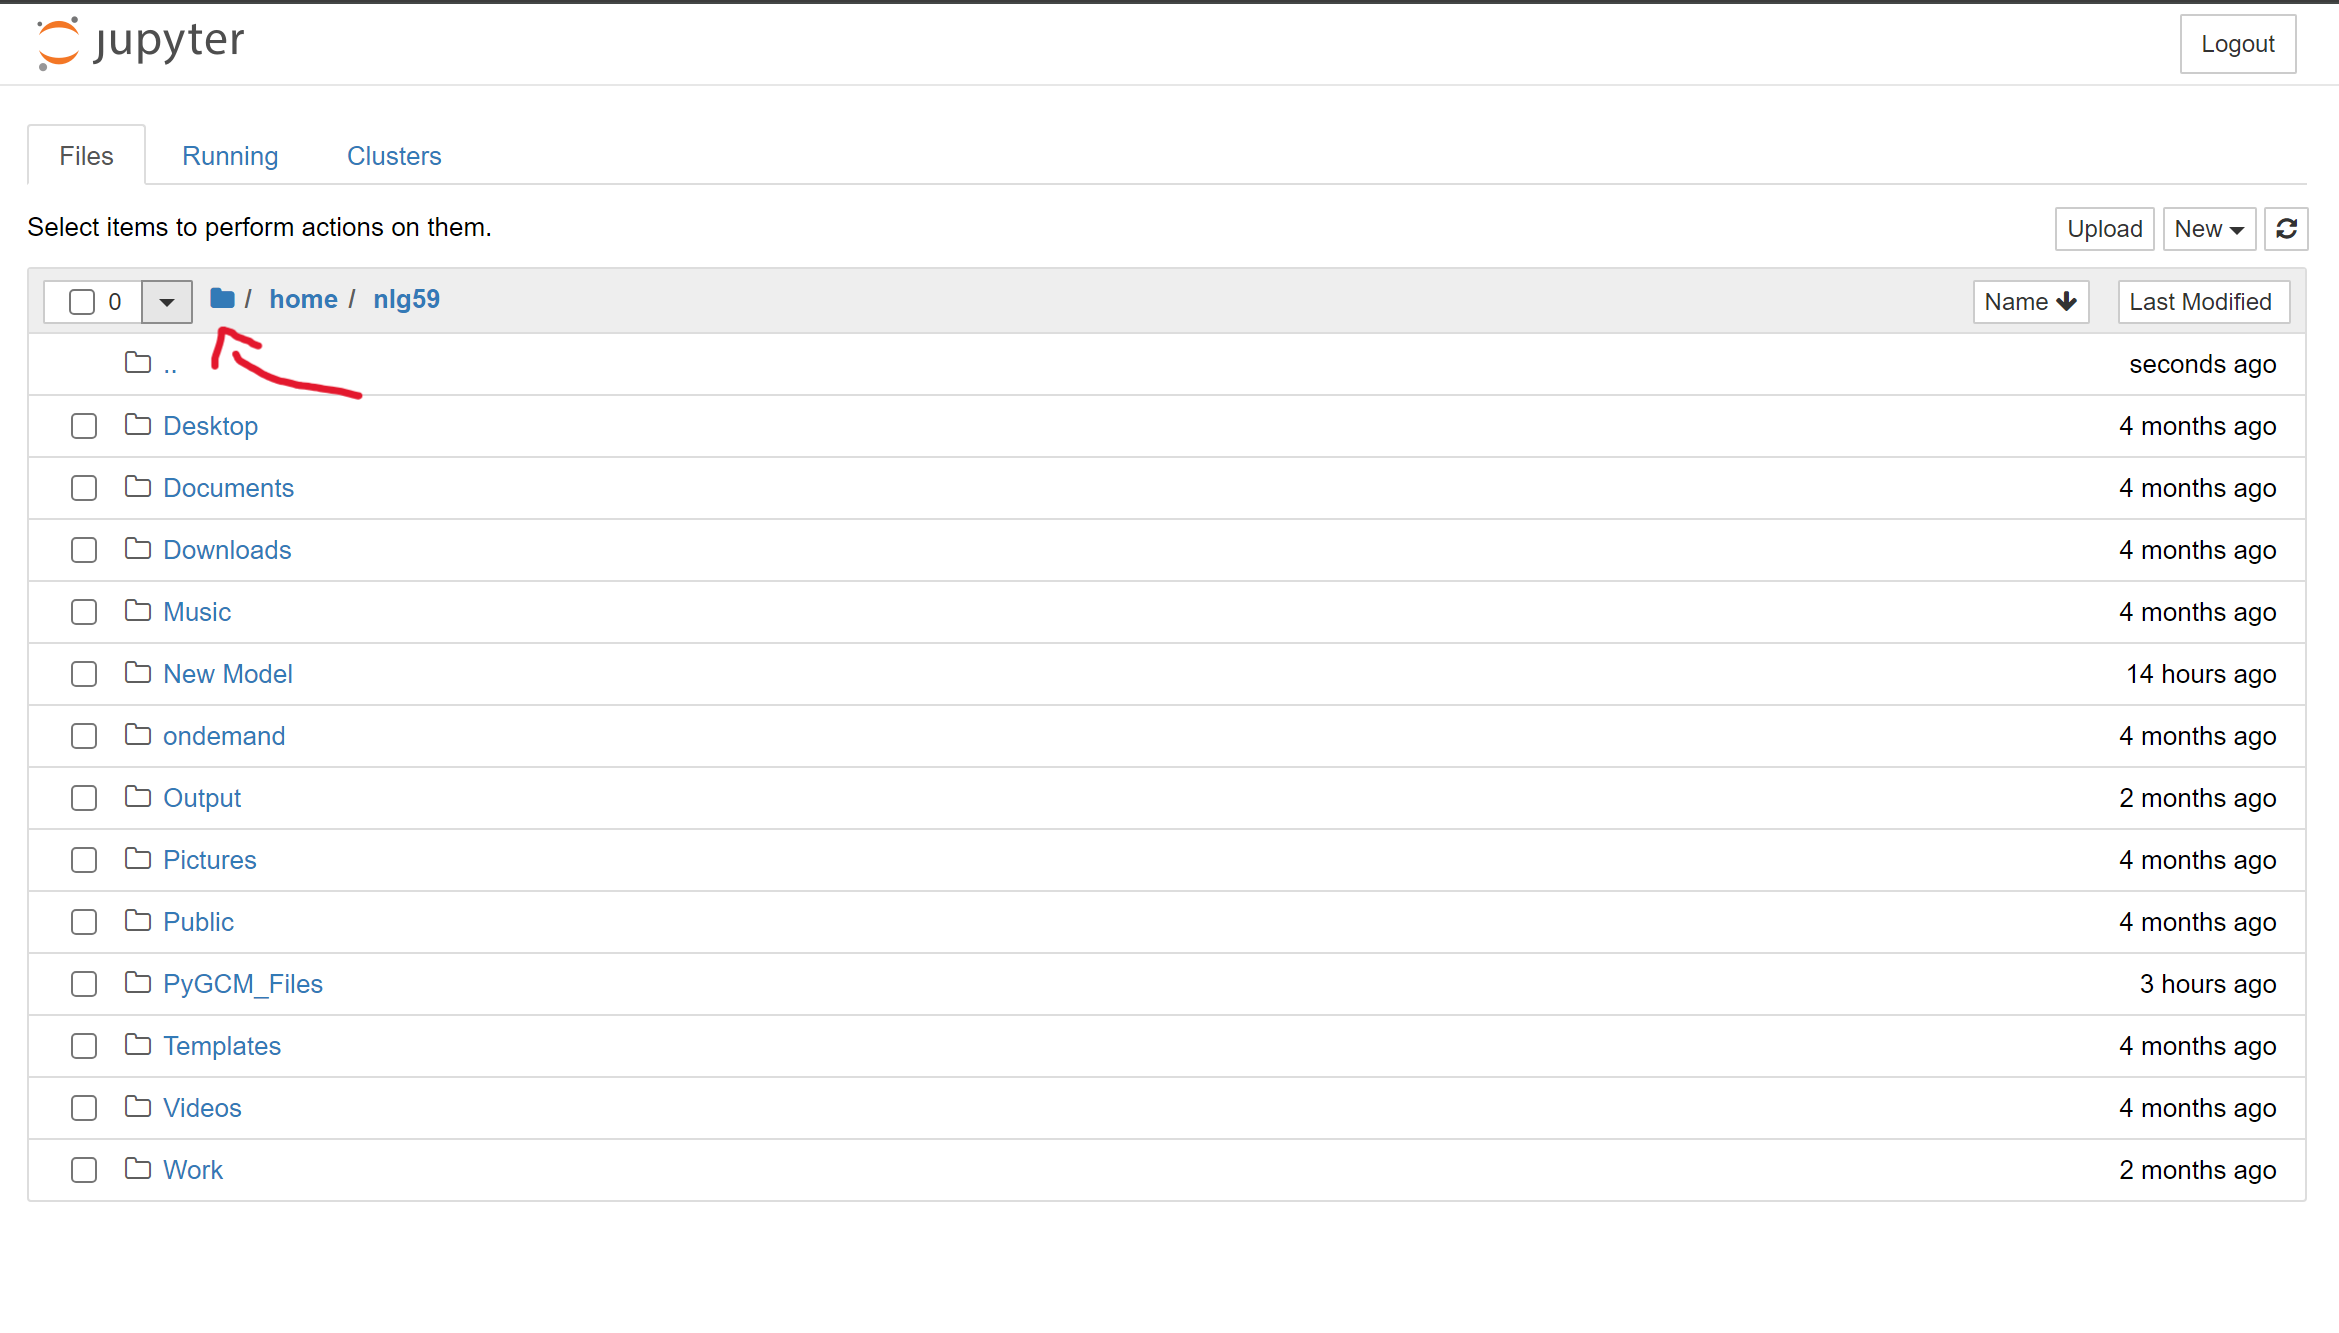 jupyter
Logout
Files Running Clusters
Select items to perform actions on them.
Upload New
0 / home / nlg59 Name Last Modified
.. seconds ago
Desktop 4 months ago
Documents 4 months ago
Downloads 4 months ago
Music 4 months ago
New Model 14 hours ago
ondemand 4 months ago
Output 2 months ago
Pictures 4 months ago
Public 4 months ago
PyGCM_Files 3 hours ago
Templates 4 months ago
Videos 4 months ago
Work 2 months ago